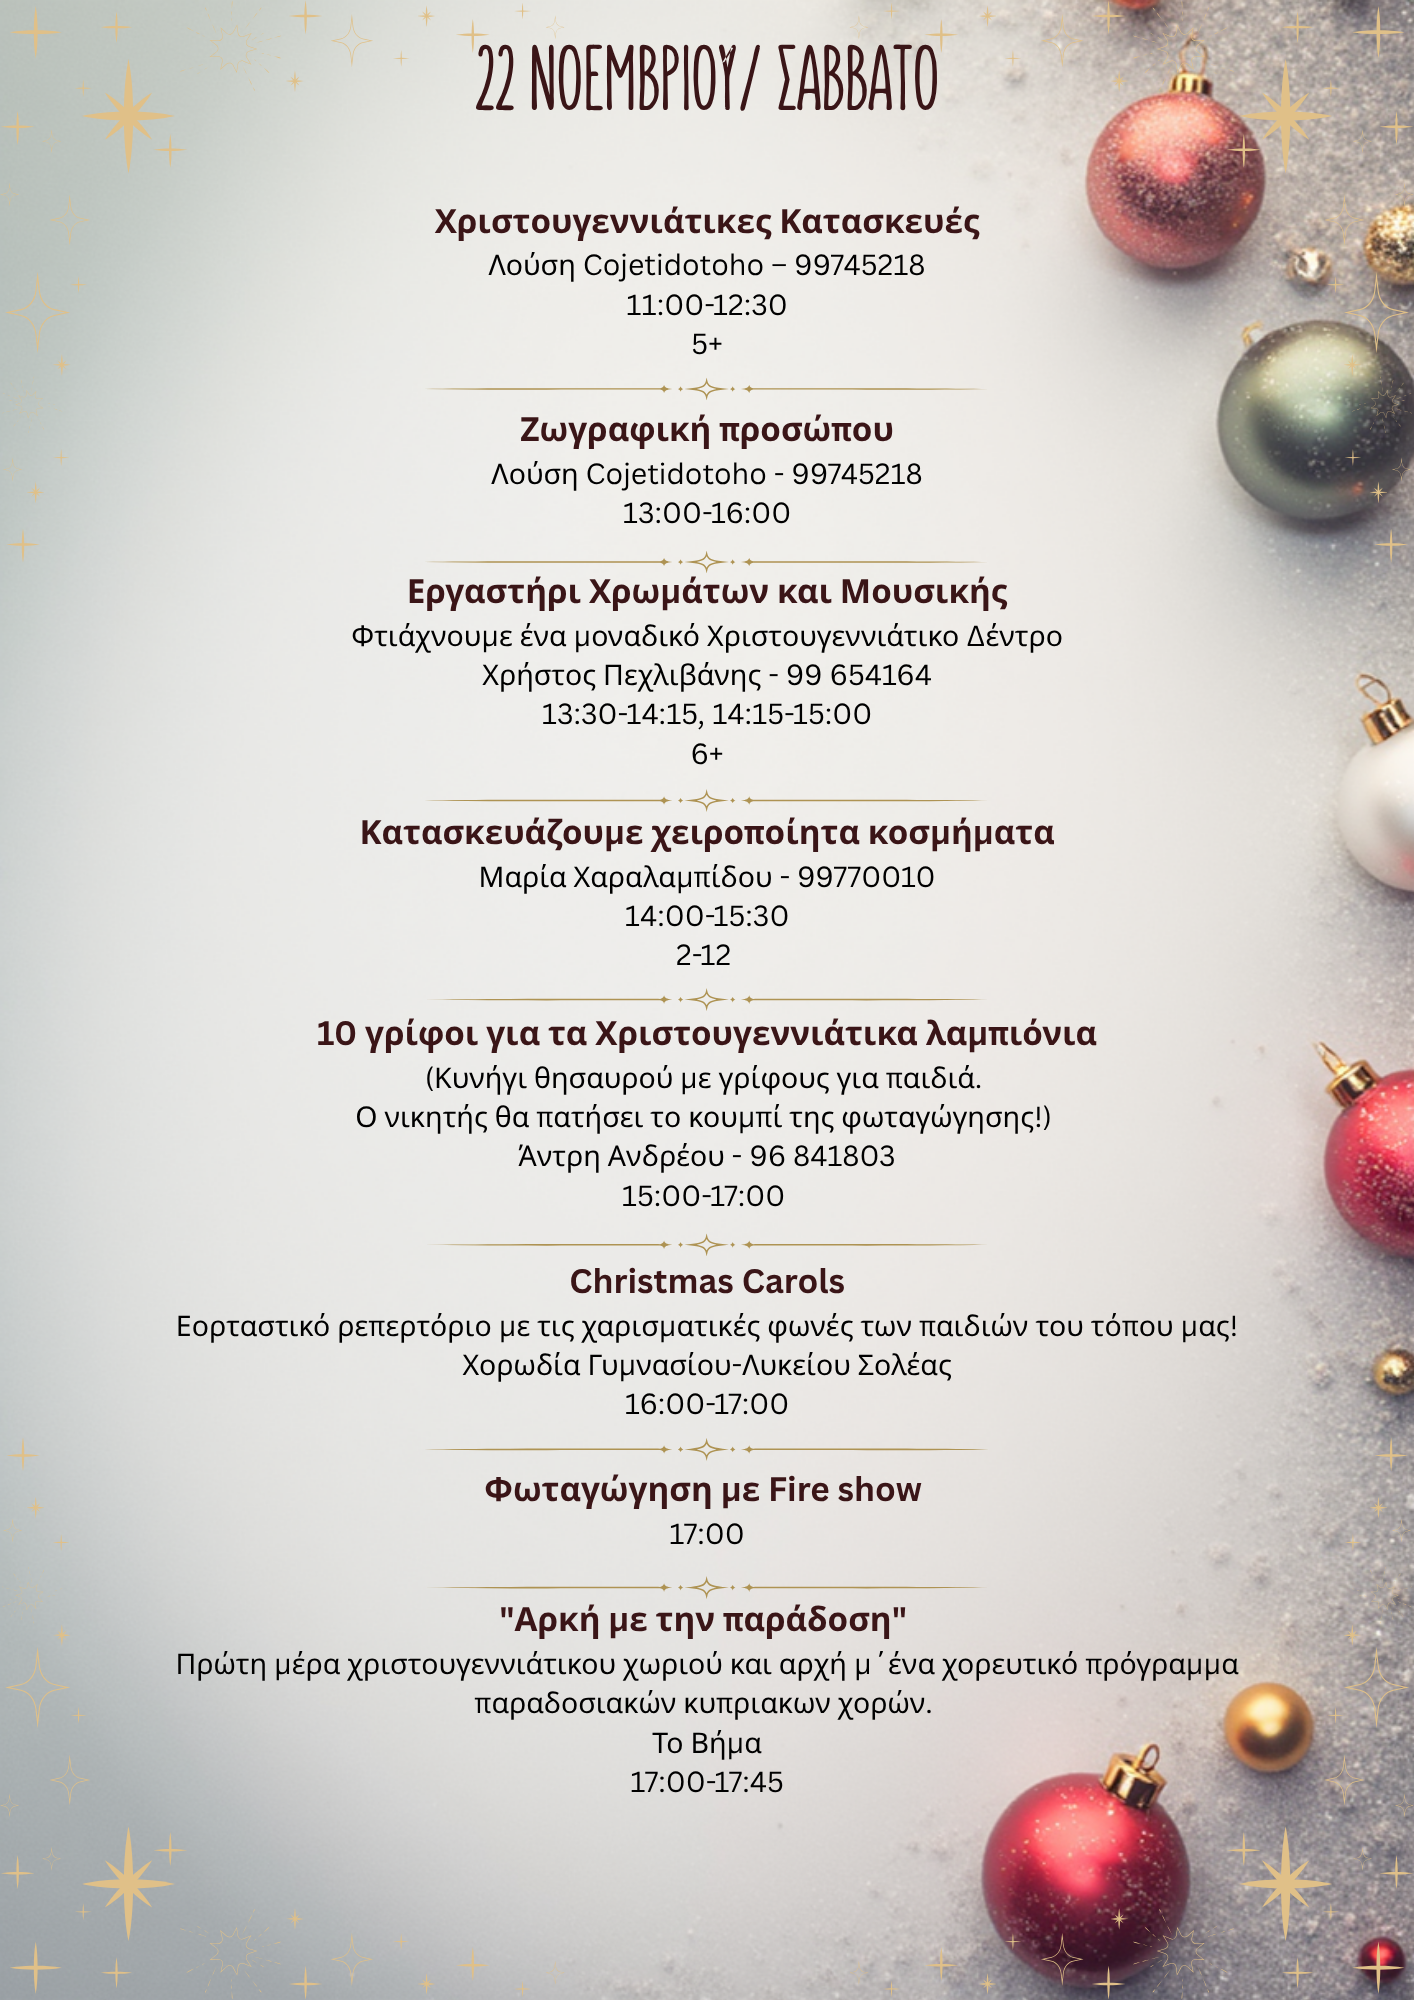 22 ΝΟΕΜΒΡΙΟΎ/ ΣΑΒΒΑΤΟ
Χριστουγεννιάτικες Κατασκευές
Λούση Cojetidotoho – 99745218
11:00-12:30
5+
Ζωγραφική προσώπου
Λούση Cojetidotoho - 99745218
13:00-16:00
Εργαστήρι Χρωμάτων και Μουσικής
Φτιάχνουμε ένα μοναδικό Χριστουγεννιάτικο Δέντρο
Χρήστος Πεχλιβάνης - 99 654164
13:30-14:15, 14:15-15:00
6+
Κατασκευάζουμε χειροποίητα κοσμήματα
Μαρία Χαραλαμπίδου - 99770010
14:00-15:30
2-12
10 γρίφοι για τα Χριστουγεννιάτικα λαμπιόνια
(Κυνήγι θησαυρού με γρίφους για παιδιά.
Ο νικητής θα πατήσει το κουμπί της φωταγώγησης!)
Άντρη Ανδρέου - 96 841803
15:00-17:00
Christmas Carols
Εορταστικό ρεπερτόριο με τις χαρισματικές φωνές των παιδιών του τόπου μας!
Χορωδία Γυμνασίου-Λυκείου Σολέας
16:00-17:00
Φωταγώγηση με Fire show
17:00
"Αρκή με την παράδοση"
Πρώτη μέρα χριστουγεννιάτικου χωριού και αρχή μ΄ένα χορευτικό πρόγραμμα
παραδοσιακών κυπριακων χορών.
Το Βήμα
17:00-17:45